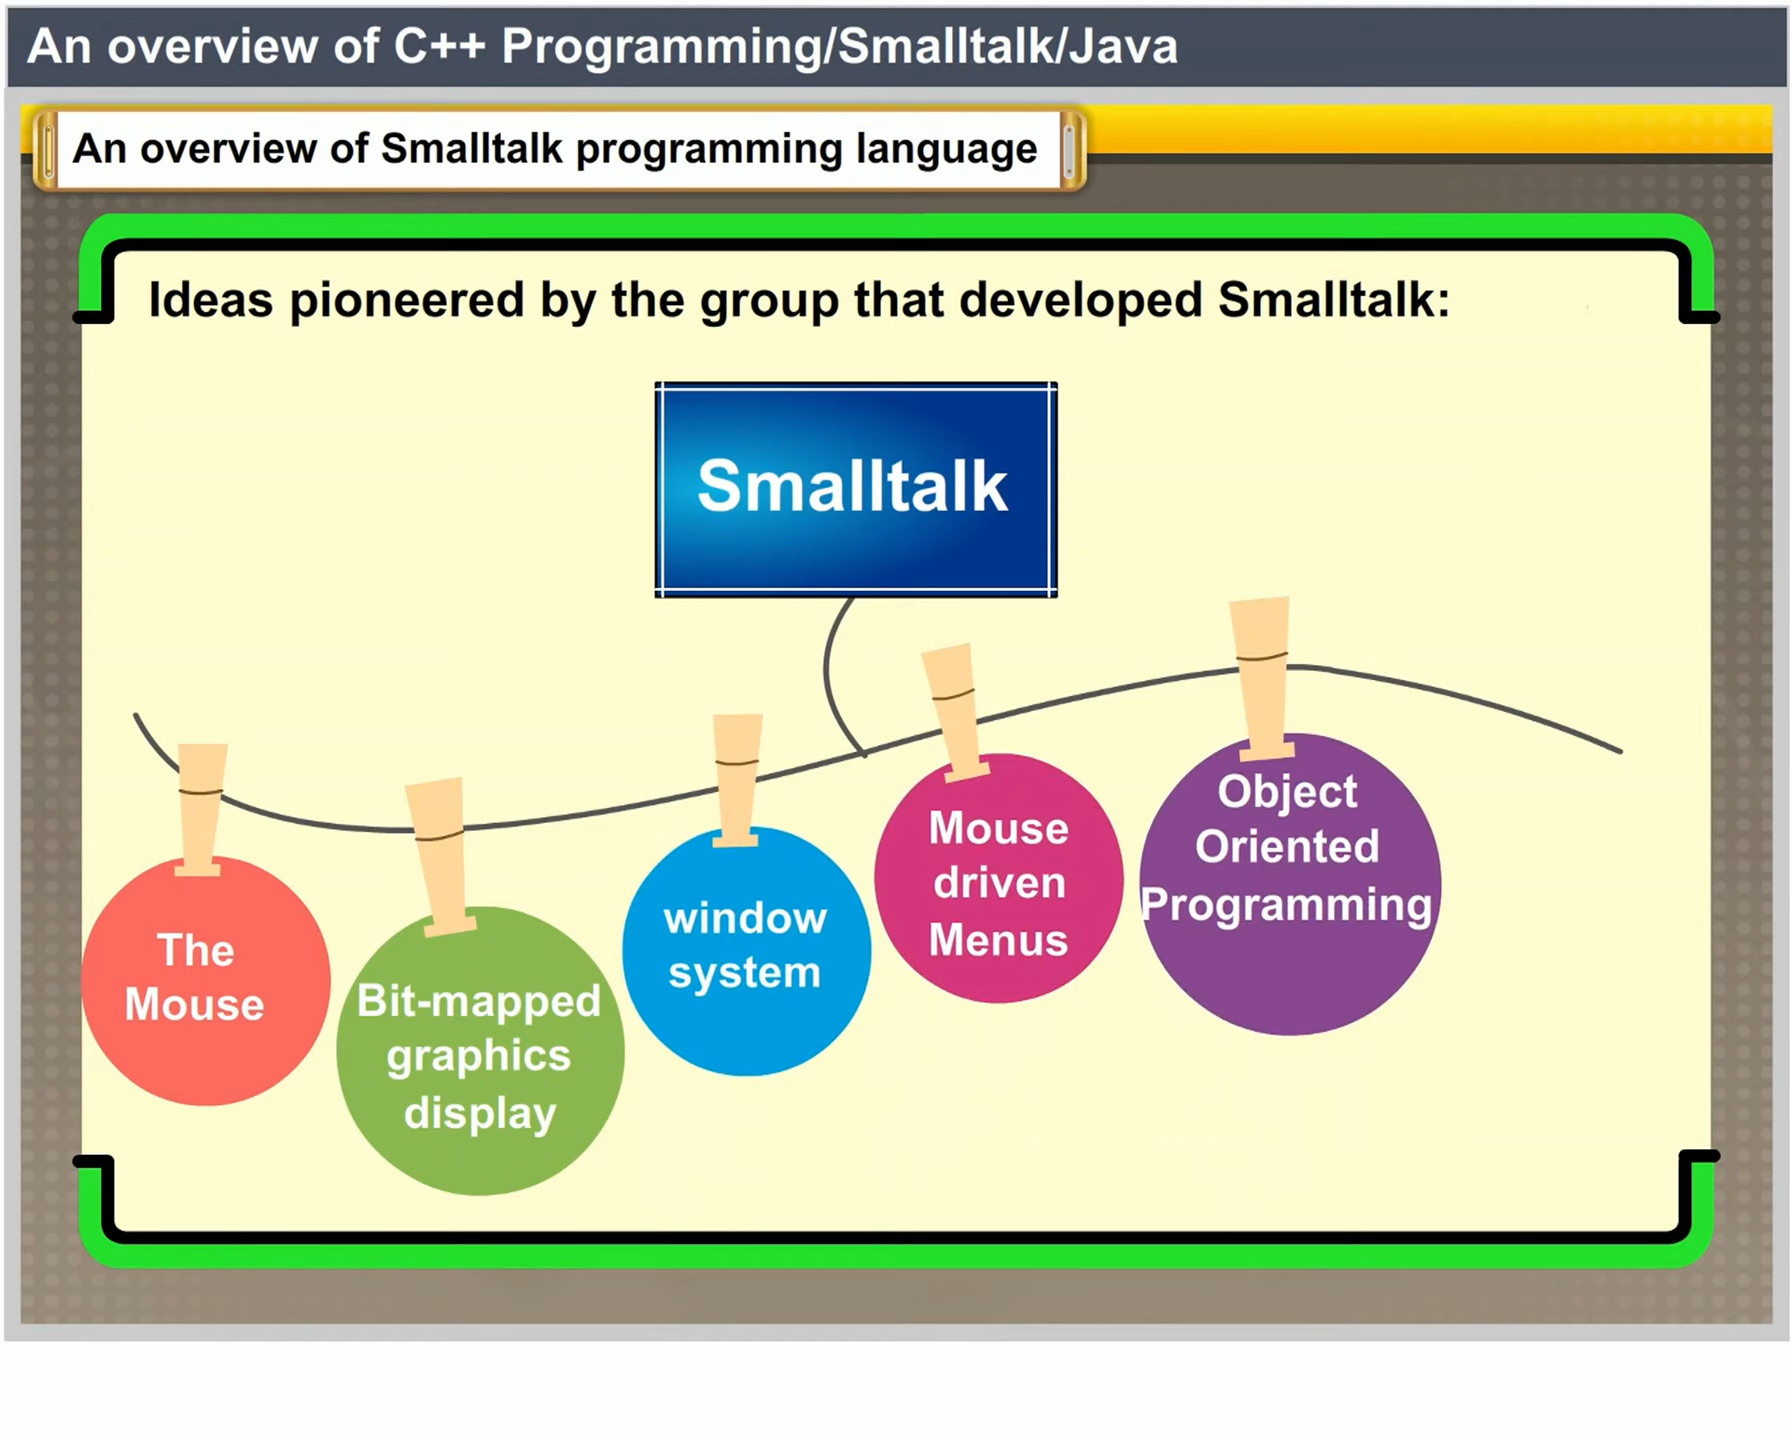 An overview of C++ Programming/Smalltalk/Java
An overview of Smalltalk programming language
Ideas pioneered by the group that developed Smalltalk:
Smalltalk
The
Mouse
Bit-mapped
graphics
display
window
system
Mouse
driven
Menus
Object
Oriented
Programming